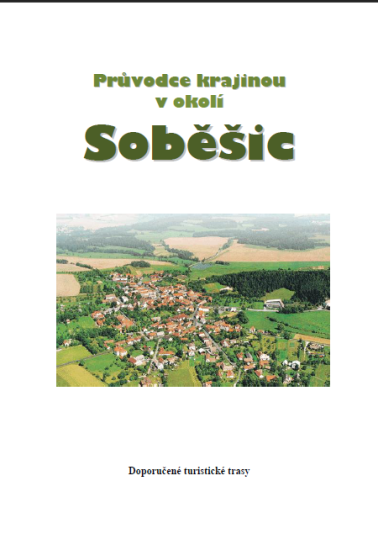 Průvodce krajinou
v okolí
Soběšic
Doporučené turistické trasy